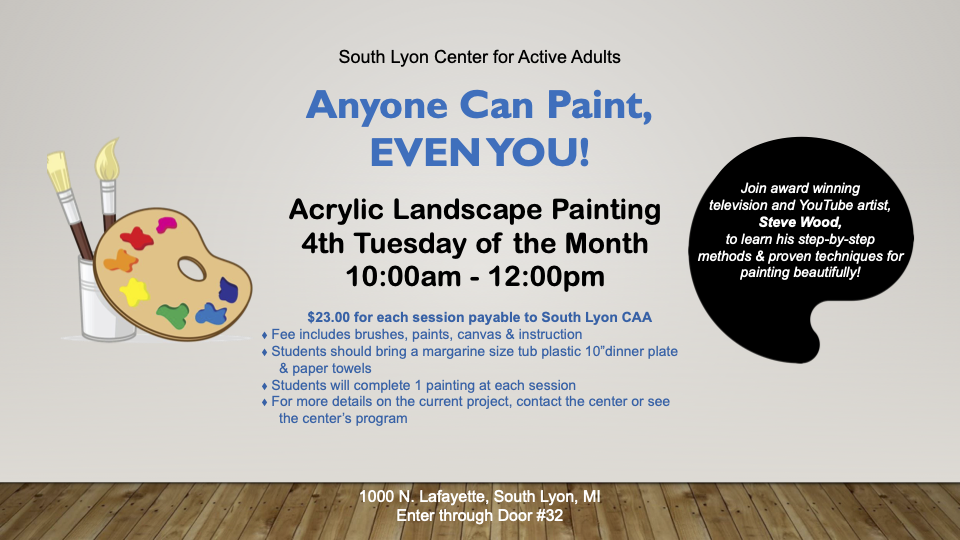 South Lyon Center for Active Adults
Anyone Can Paint,
EVEN YOU!
Acrylic Landscape Painting
4th Tuesday of the Month
10:00am - 12:00pm
$23.00 for each session payable to South Lyon CAA
♦ Fee includes brushes, paints, canvas & instruction
♦ Students should bring a margarine size tub plastic 10”dinner plate
& paper towels
♦ Students will complete 1 painting at each session
♦ For more details on the current project, contact the center or see
the center’s program
Join award winning
television and YouTube artist,
Steve Wood,
to learn his step-by-step
methods & proven techniques for
painting beautifully!
1000 N. Lafayette, South Lyon, MI
Enter through Door #32